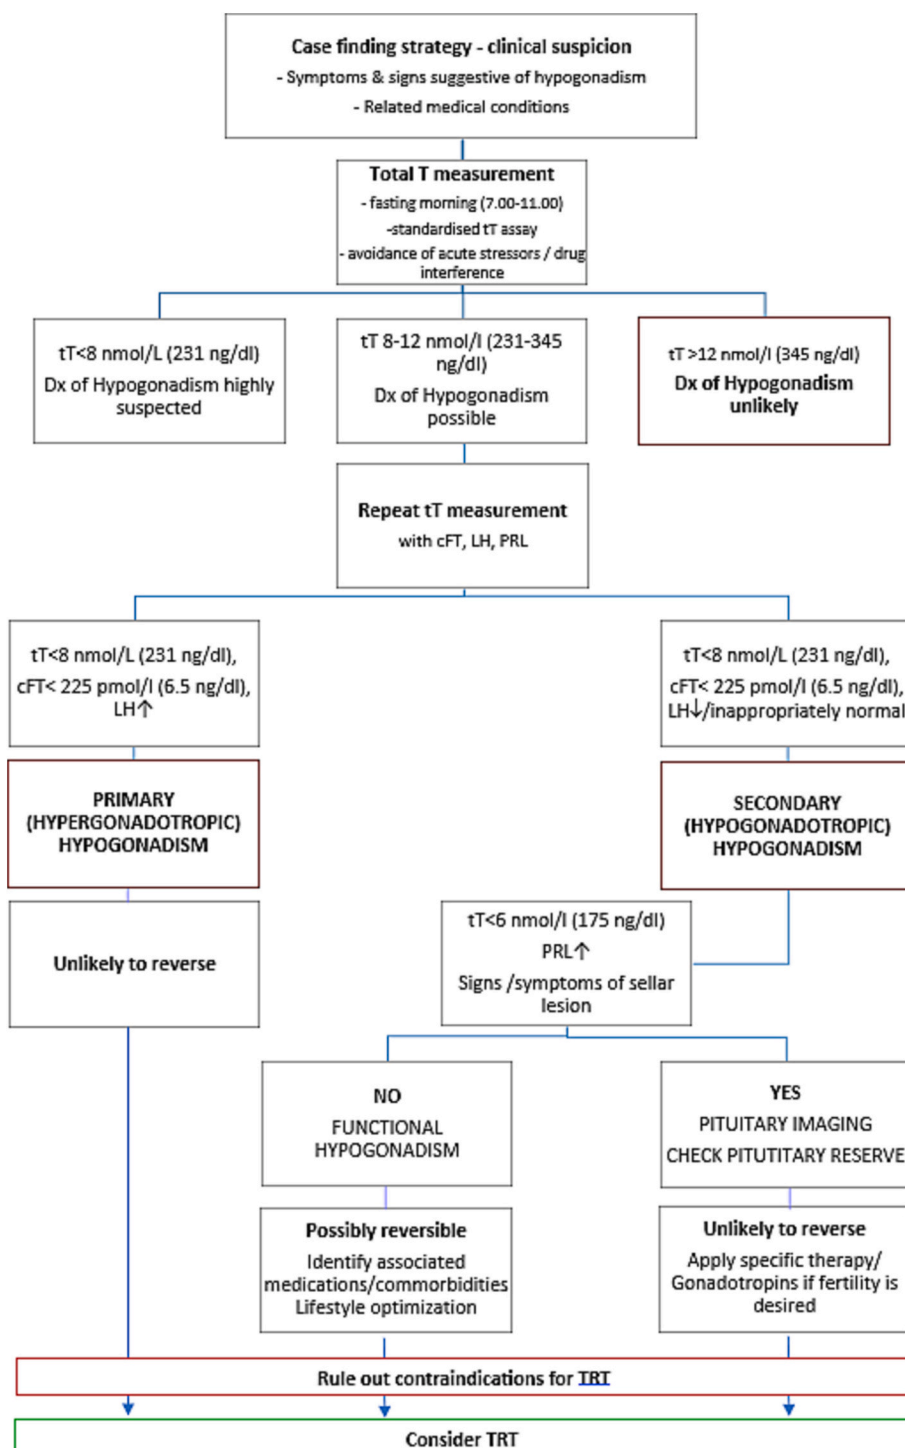 Case finding strategy - clinical suspicion
- Symptoms & signs suggestive of hypogonadism
- Related medical conditions
Total T measurement
- fasting morning (7.00-11.00)
-standardised tT assay
- avoidance of acute stressors / drug
interference
tT<8 nmol/L (231 ng/dl)
Dx of Hypogonadism highly
suspected
tT 8-12 nmol/l (231-345
ng/dl)
Dx of Hypogonadism
possible
tT >12 nmol/l (345 ng/dl)
Dx of Hypogonadism
unlikely
Repeat tT measurement
with cFT, LH, PRL
tT<8 nmol/L (231 ng/dl),
cFT< 225 pmol/l (6.5 ng/dl),
LH↑
tT<8 nmol/L (231 ng/dl),
cFT< 225 pmol/l (6.5 ng/dl),
LH↓/inappropriately normal
PRIMARY
(HYPERGONADOTROPIC)
HYPOGONADISM
SECONDARY
(HYPOGONADOTROPIC)
HYPOGONADISM
Unlikely to reverse
tT<6 nmol/l (175 ng/dl)
PRL↑
Signs /symptoms of sellar
lesion
NO
FUNCTIONAL
HYPOGONADISM
YES
PITUITARY IMAGING
CHECK PITUTITARY RESERVE
Possibly reversible
Identify associated
medications/commorbidities
Lifestyle optimization
Unlikely to reverse
Apply specific therapy/
Gonadotropins if fertility is
desired
Rule out contraindications for TRT
Consider TRT